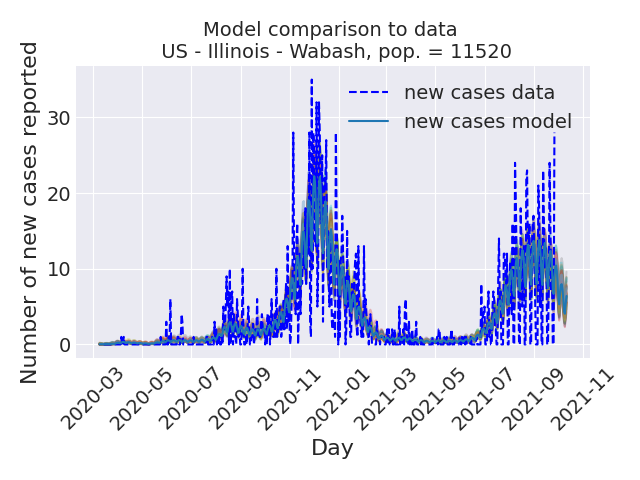 Model comparison to data
US - Illinois - Wabash, pop. = 11520
Number of new cases reported
30
20
10
0
new cases data
new cases model
2020-03
2020-05
2020-07
2020-09
2020-11
2021-01
2021-03
2021-05
2021-07
2021-09
2021-11
Day